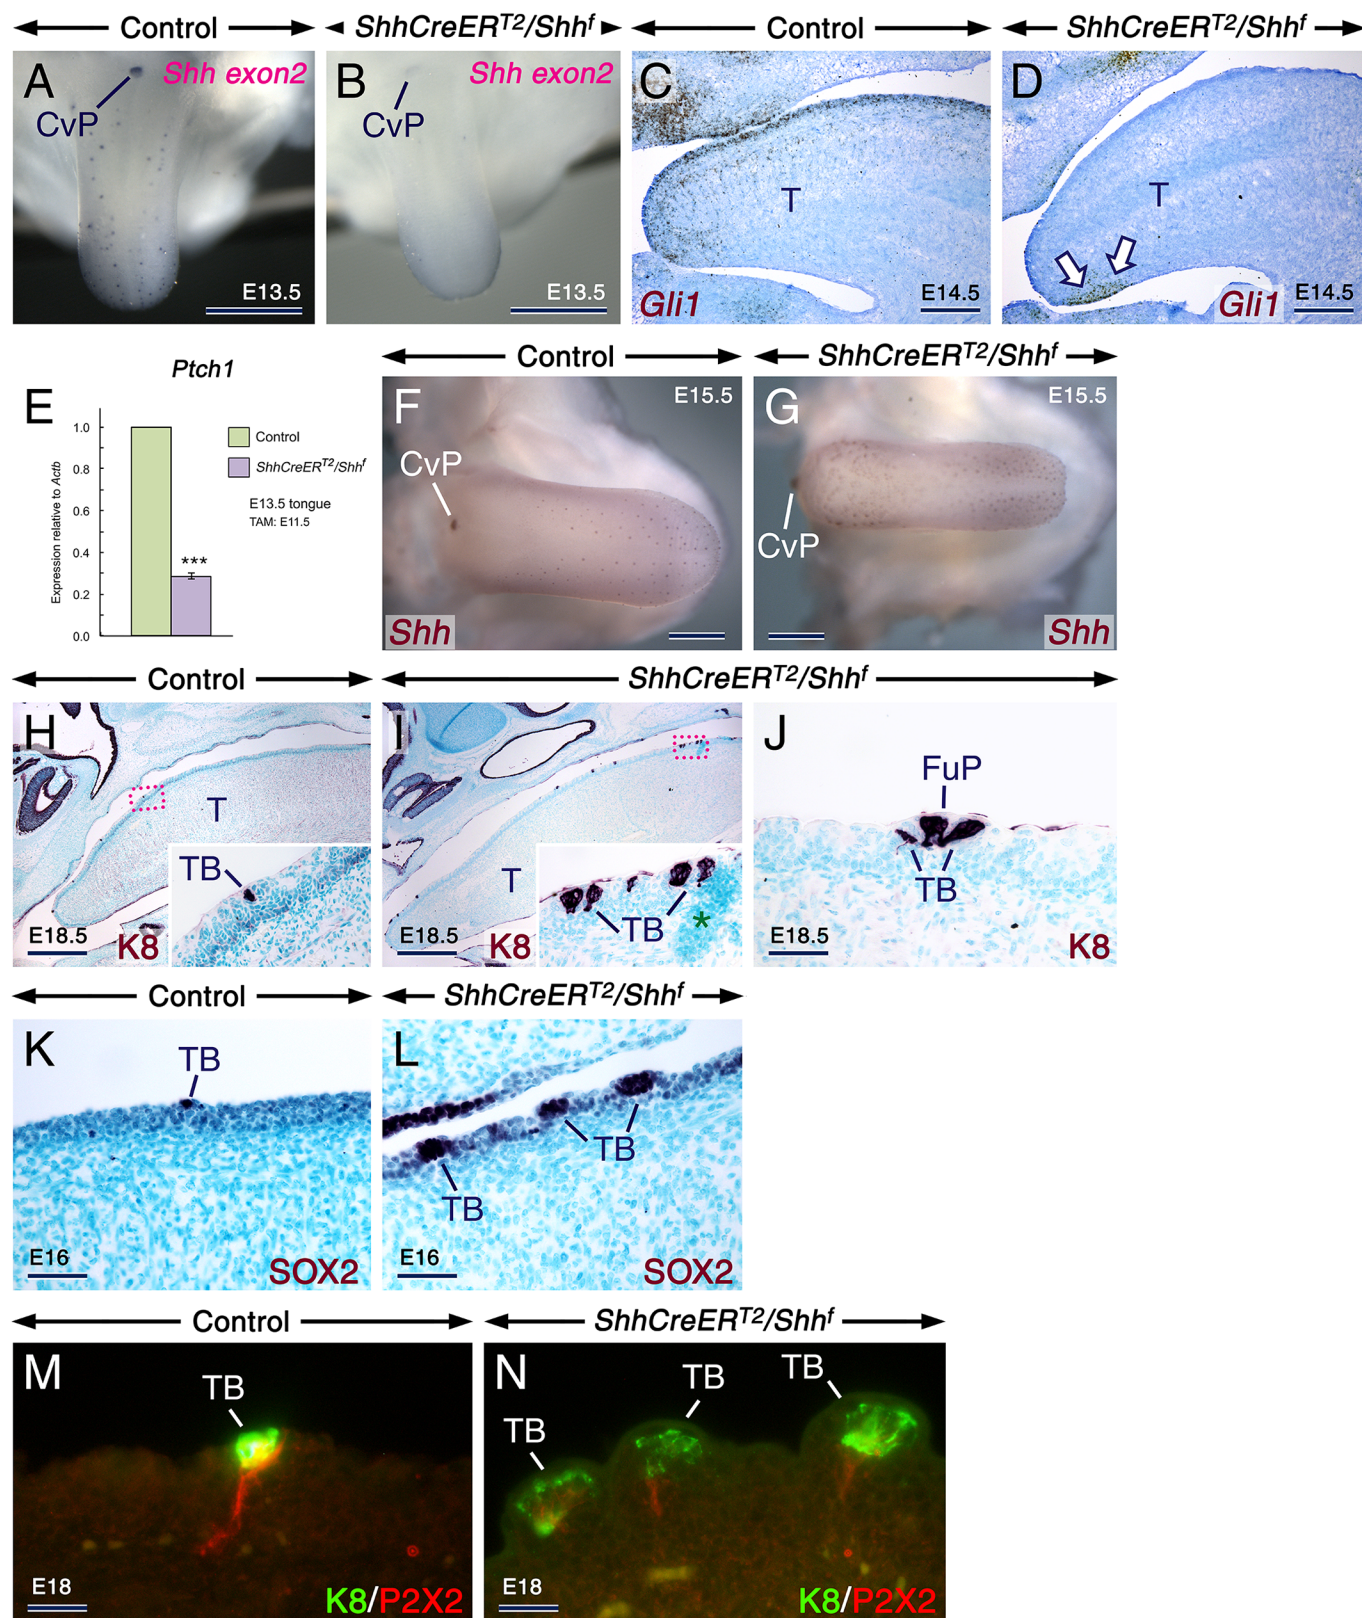 Control
ShhCreER^T2/Shh^f
Control
ShhCreER^T2/Shh^f
A
Shh exon2
CvP
E13.5
B
Shh exon2
CvP
E13.5
C
T
Gli1
E14.5
D
T
Gli1
E14.5
E
Ptch1
Expression relative to Actb
1.0
0.8
0.6
0.4
0.2
0.0
***
Control
ShhCreER^T2/Shh^f
E13.5 tongue
TAM: E11.5
Control
ShhCreER^T2/Shh^f
F
E15.5
CvP
Shh
G
E15.5
CvP
Shh
Control
ShhCreER^T2/Shh^f
H
T
TB
E18.5
K8
I
T
TB
*
E18.5
K8
J
FuP
TB
E18.5
K8
Control
ShhCreER^T2/Shh^f
K
TB
E16
SOX2
L
TB
TB
E16
SOX2
Control
ShhCreER^T2/Shh^f
M
TB
E18
K8/P2X2
N
TB
TB
TB
E18
K8/P2X2